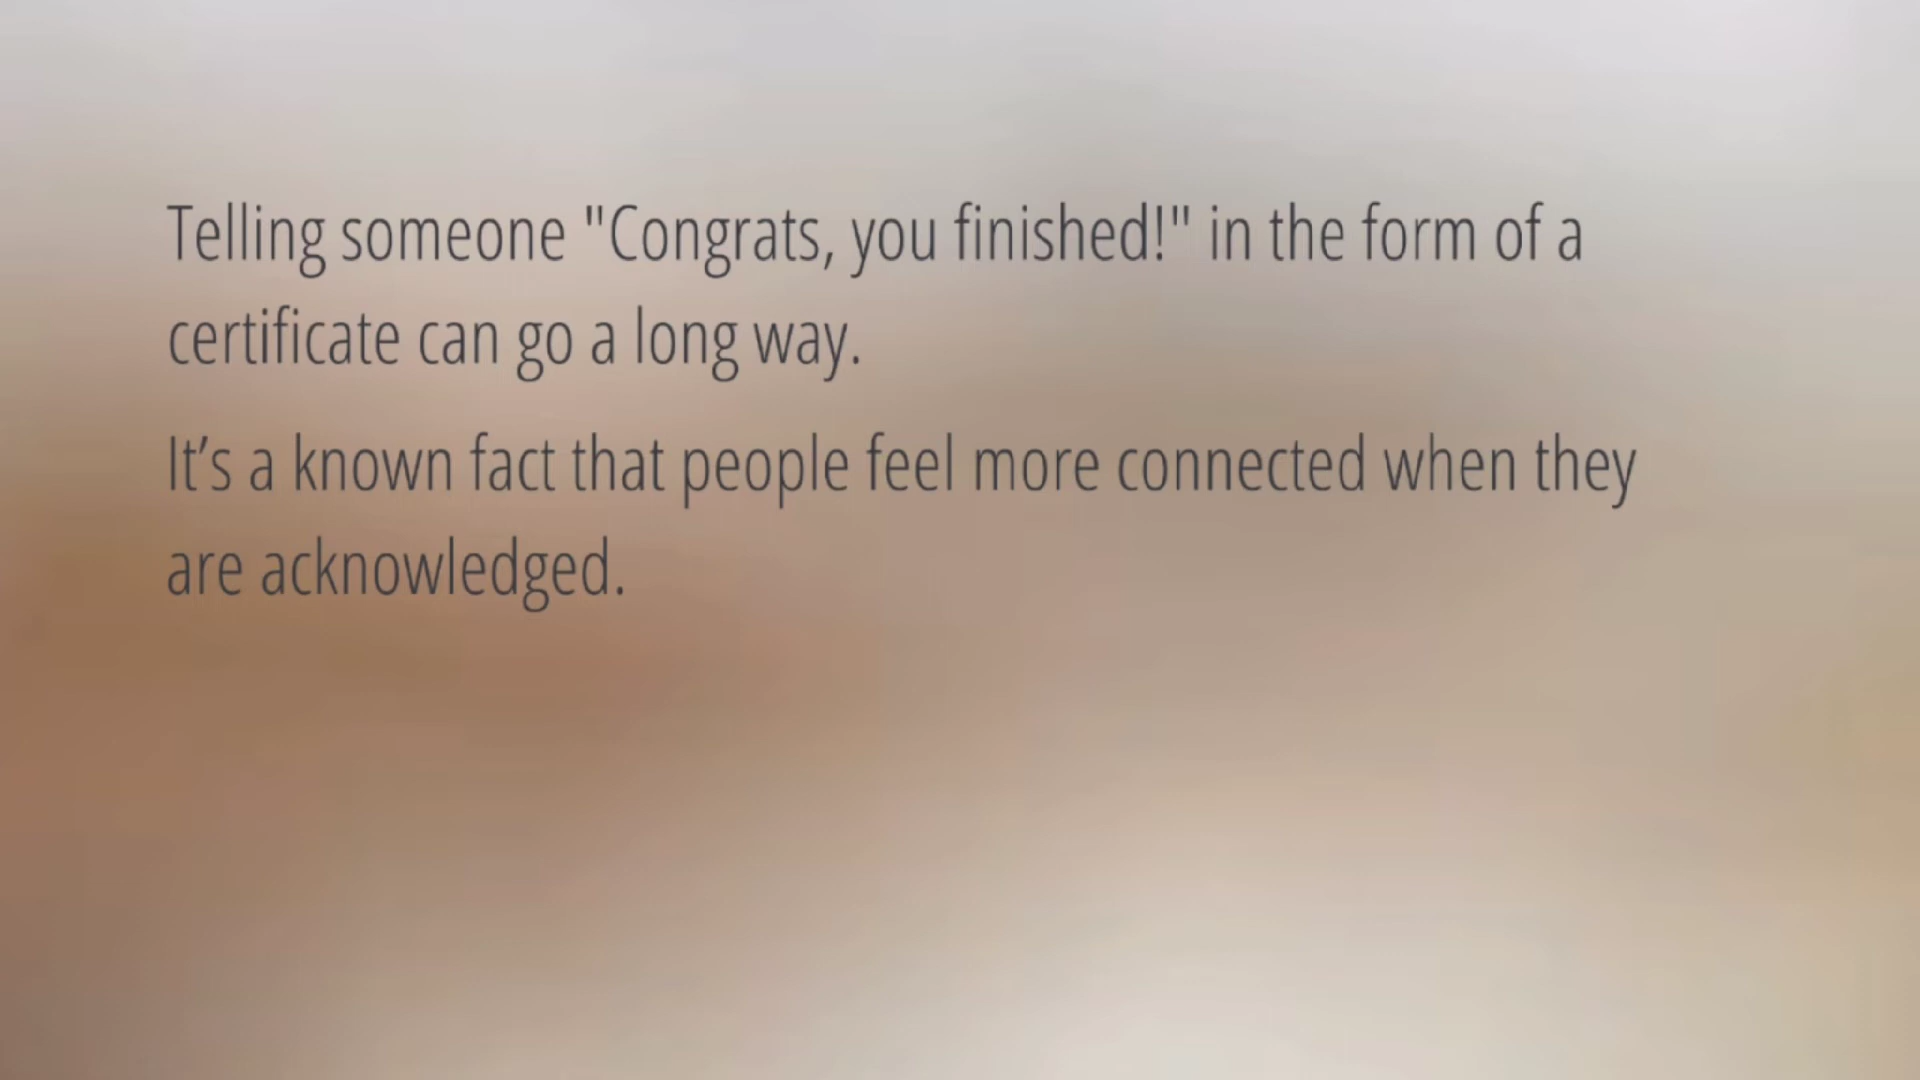 Telling someone "Congrats, you finished!" in the form of a
certificate can go a long way.
It’s a known fact that people feel more connected when they
are acknowledged.